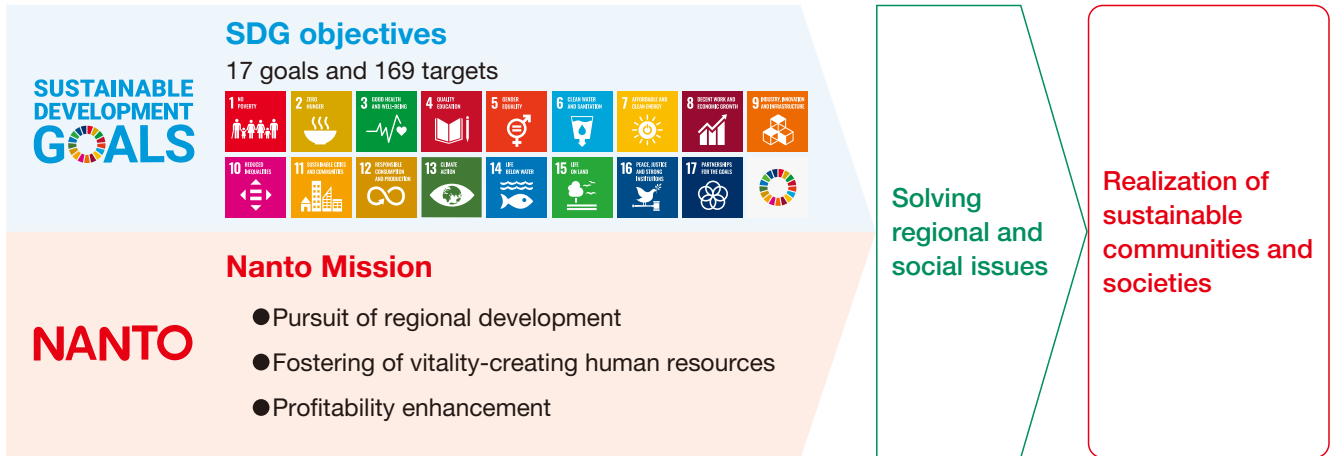 SDG objectives
17 goals and 169 targets
SUSTAINABLE
DEVELOPMENT
GOALS
1 NO
POVERTY
2 ZERO
HUNGER
3 GOOD HEALTH
AND WELL-BEING
4 QUALITY
EDUCATION
5 GENDER
EQUALITY
6 CLEAN WATER
AND SANITATION
7 AFFORDABLE AND
CLEAN ENERGY
8 DECENT WORK AND
ECONOMIC GROWTH
9 INDUSTRY, INNOVATION
AND INFRASTRUCTURE
10 REDUCED
INEQUALITIES
11 SUSTAINABLE CITIES
AND COMMUNITIES
12 RESPONSIBLE
CONSUMPTION
AND PRODUCTION
13 CLIMATE
ACTION
14 LIFE
BELOW WATER
15 LIFE
ON LAND
16 PEACE, JUSTICE
AND STRONG
INSTITUTIONS
17 PARTNERSHIPS
FOR THE GOALS
Nanto Mission
NANTO
●Pursuit of regional development
●Fostering of vitality-creating human resources
●Profitability enhancement
Solving
regional and
social issues
Realization of
sustainable
communities and
societies